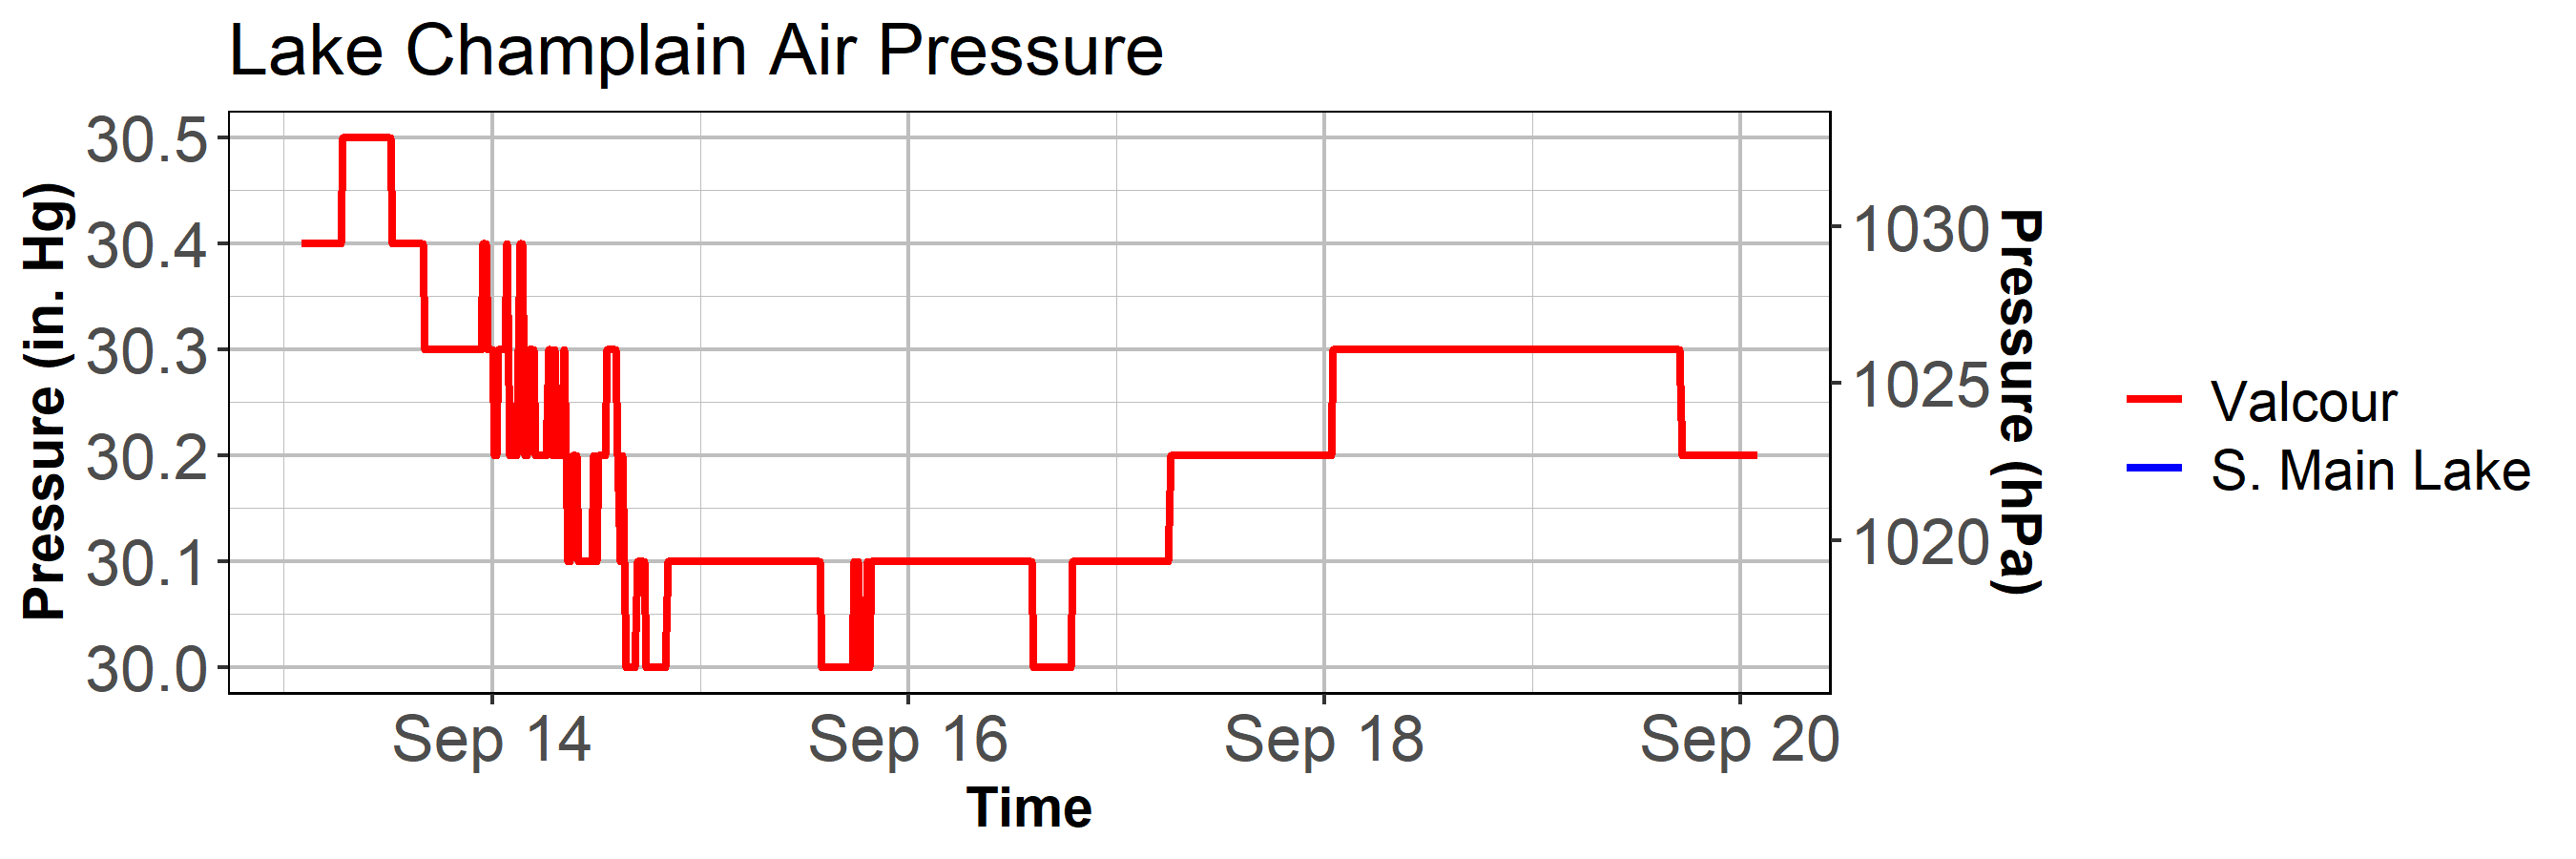 Lake Champlain Air Pressure
30.5
30.4
30.3
30.2
30.1
30.0
Pressure (in. Hg)
1030
1025
1020
Pressure (hPa)
Sep 14 Sep 16 Sep 18 Sep 20
Time
Valcour
S. Main Lake